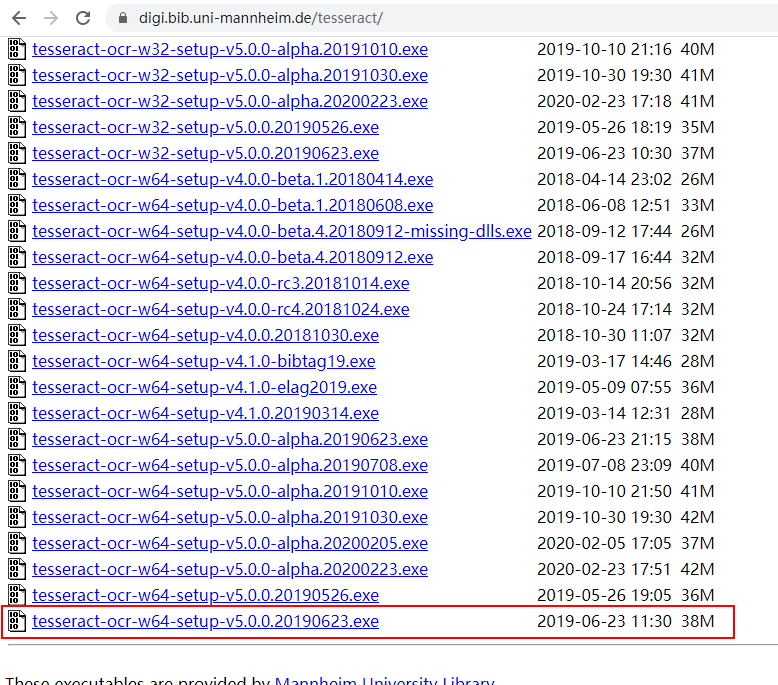 digi.bib.uni-mannheim.de/tesseract/
tesseract-ocr-w32-setup-v5.0.0-alpha.20191010.exe 2019-10-10 21:16 40M
tesseract-ocr-w32-setup-v5.0.0-alpha.20191030.exe 2019-10-30 19:30 41M
tesseract-ocr-w32-setup-v5.0.0-alpha.20200223.exe 2020-02-23 17:18 41M
tesseract-ocr-w32-setup-v5.0.0.20190526.exe 2019-05-26 18:19 35M
tesseract-ocr-w32-setup-v5.0.0.20190623.exe 2019-06-23 10:30 37M
tesseract-ocr-w64-setup-v4.0.0-beta.1.20180414.exe 2018-04-14 23:02 26M
tesseract-ocr-w64-setup-v4.0.0-beta.1.20180608.exe 2018-06-08 12:51 33M
tesseract-ocr-w64-setup-v4.0.0-beta.4.20180912-missing-dlls.exe 2018-09-12 17:44 26M
tesseract-ocr-w64-setup-v4.0.0-beta.4.20180912.exe 2018-09-17 16:44 32M
tesseract-ocr-w64-setup-v4.0.0-rc3.20181014.exe 2018-10-14 20:56 32M
tesseract-ocr-w64-setup-v4.0.0-rc4.20181024.exe 2018-10-24 17:14 32M
tesseract-ocr-w64-setup-v4.0.0.20181030.exe 2018-10-30 11:07 32M
tesseract-ocr-w64-setup-v4.1.0-bibtag19.exe 2019-03-17 14:46 28M
tesseract-ocr-w64-setup-v4.1.0-elag2019.exe 2019-05-09 07:55 36M
tesseract-ocr-w64-setup-v4.1.0.20190314.exe 2019-03-14 12:31 28M
tesseract-ocr-w64-setup-v5.0.0-alpha.20190623.exe 2019-06-23 21:15 38M
tesseract-ocr-w64-setup-v5.0.0-alpha.20190708.exe 2019-07-08 23:09 40M
tesseract-ocr-w64-setup-v5.0.0-alpha.20191010.exe 2019-10-10 21:50 41M
tesseract-ocr-w64-setup-v5.0.0-alpha.20191030.exe 2019-10-30 19:30 42M
tesseract-ocr-w64-setup-v5.0.0-alpha.20200205.exe 2020-02-05 17:05 37M
tesseract-ocr-w64-setup-v5.0.0-alpha.20200223.exe 2020-02-23 17:51 42M
tesseract-ocr-w64-setup-v5.0.0.20190526.exe 2019-05-26 19:05 36M
tesseract-ocr-w64-setup-v5.0.0.20190623.exe 2019-06-23 11:30 38M
These executables are provided by Mannheim University Library